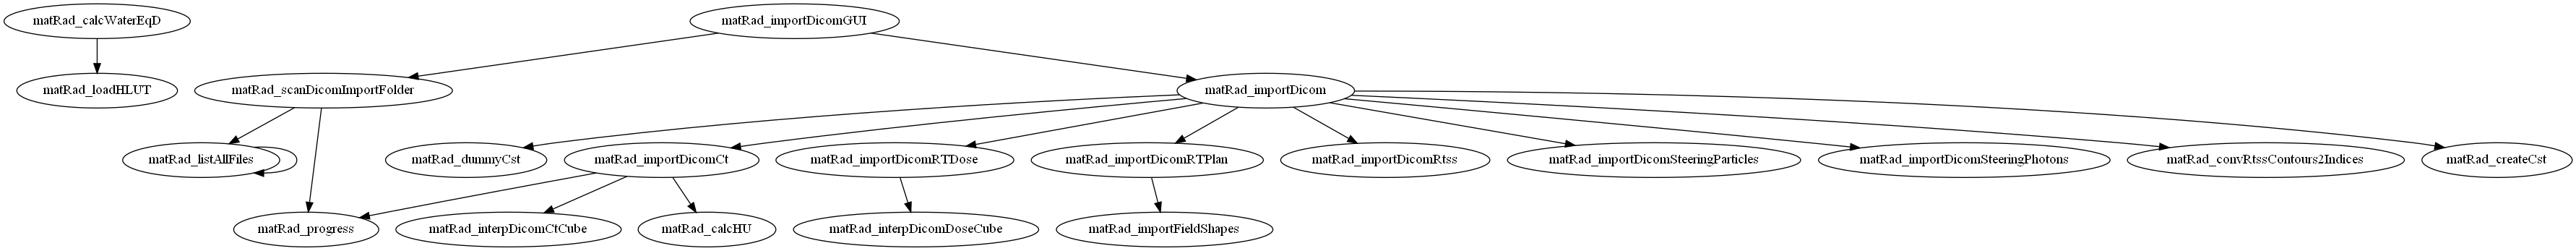 matRad_calcWaterEqD
matRad_importDicomGUI
matRad_loadHLUT
matRad_scanDicomImportFolder
matRad_importDicom
matRad_listAllFiles
matRad_dummyCst
matRad_importDicomCt
matRad_importDicomRTDose
matRad_importDicomRTPlan
matRad_importDicomRtss
matRad_importDicomSteeringParticles
matRad_importDicomSteeringPhotons
matRad_convRtssContours2Indices
matRad_createCst
matRad_progress
matRad_interpDicomCtCube
matRad_calcHU
matRad_interpDicomDoseCube
matRad_importFieldShapes